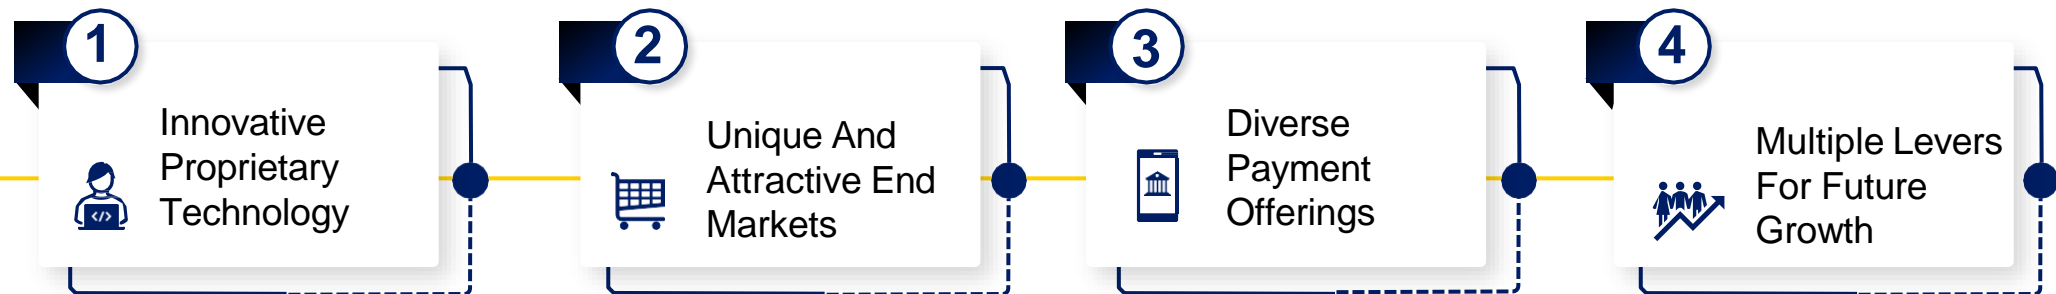 1
Innovative
Proprietary
Technology
2
Unique And
Attractive End
Markets
3
Diverse
Payment
Offerings
4
Multiple Levers
For Future
Growth